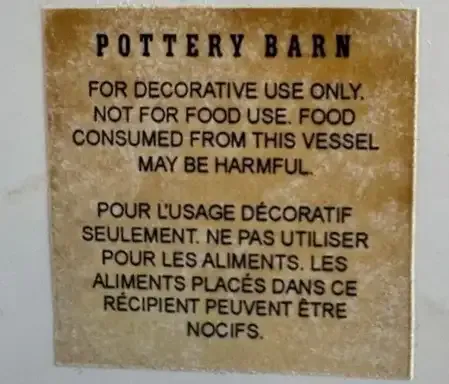 POTTERY BARN
FOR DECORATIVE USE ONLY.
NOT FOR FOOD USE. FOOD
CONSUMED FROM THIS VESSEL
MAY BE HARMFUL.
POUR L'USAGE DÉCORATIF
SEULEMENT. NE PAS UTILISER
POUR LES ALIMENTS. LES
ALIMENTS PLACÉS DANS CE
RÉCIPIENT PEUVENT ÊTRE
NOCIFS.